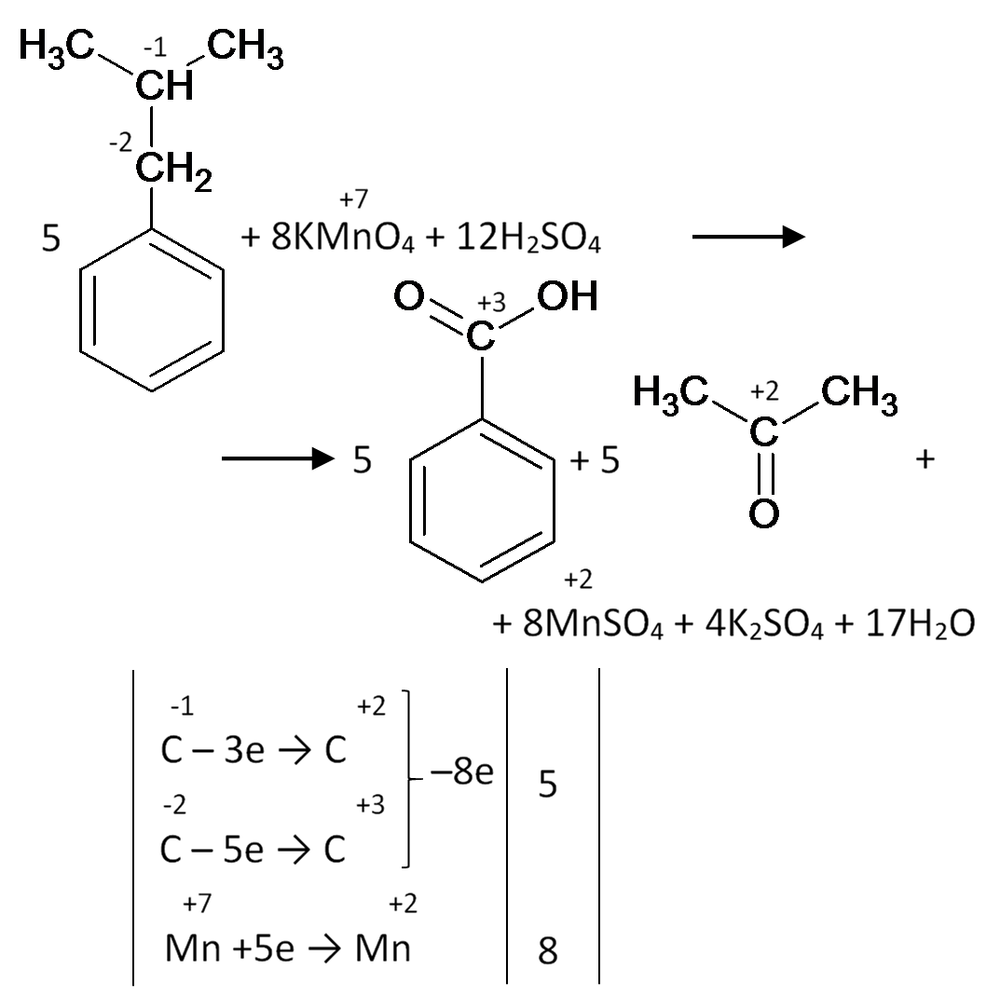 H₃C -1 CH₃
CH
-2
CH₂
+7
5 + 8KMnO₄ + 12H₂SO₄ ⟶
O +3 OH
C
H₃C +2 CH₃
C
⟶ 5 + 5 +
O
+2
+ 8MnSO₄ + 4K₂SO₄ + 17H₂O
-1 +2
C – 3e → C
–8e 5
-2 +3
C – 5e → C
+7 +2
Mn +5e → Mn 8